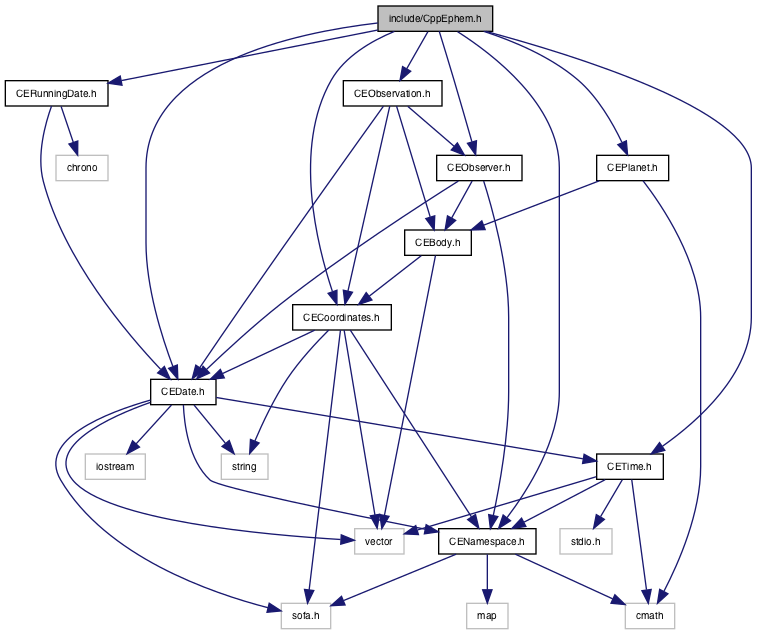 include/CppEphem.h
CERunningDate.h
CEObservation.h
chrono
CEObserver.h
CEPlanet.h
CEBody.h
CECoordinates.h
CEDate.h
iostream
string
CETime.h
vector
CENamespace.h
stdio.h
sofa.h
map
cmath